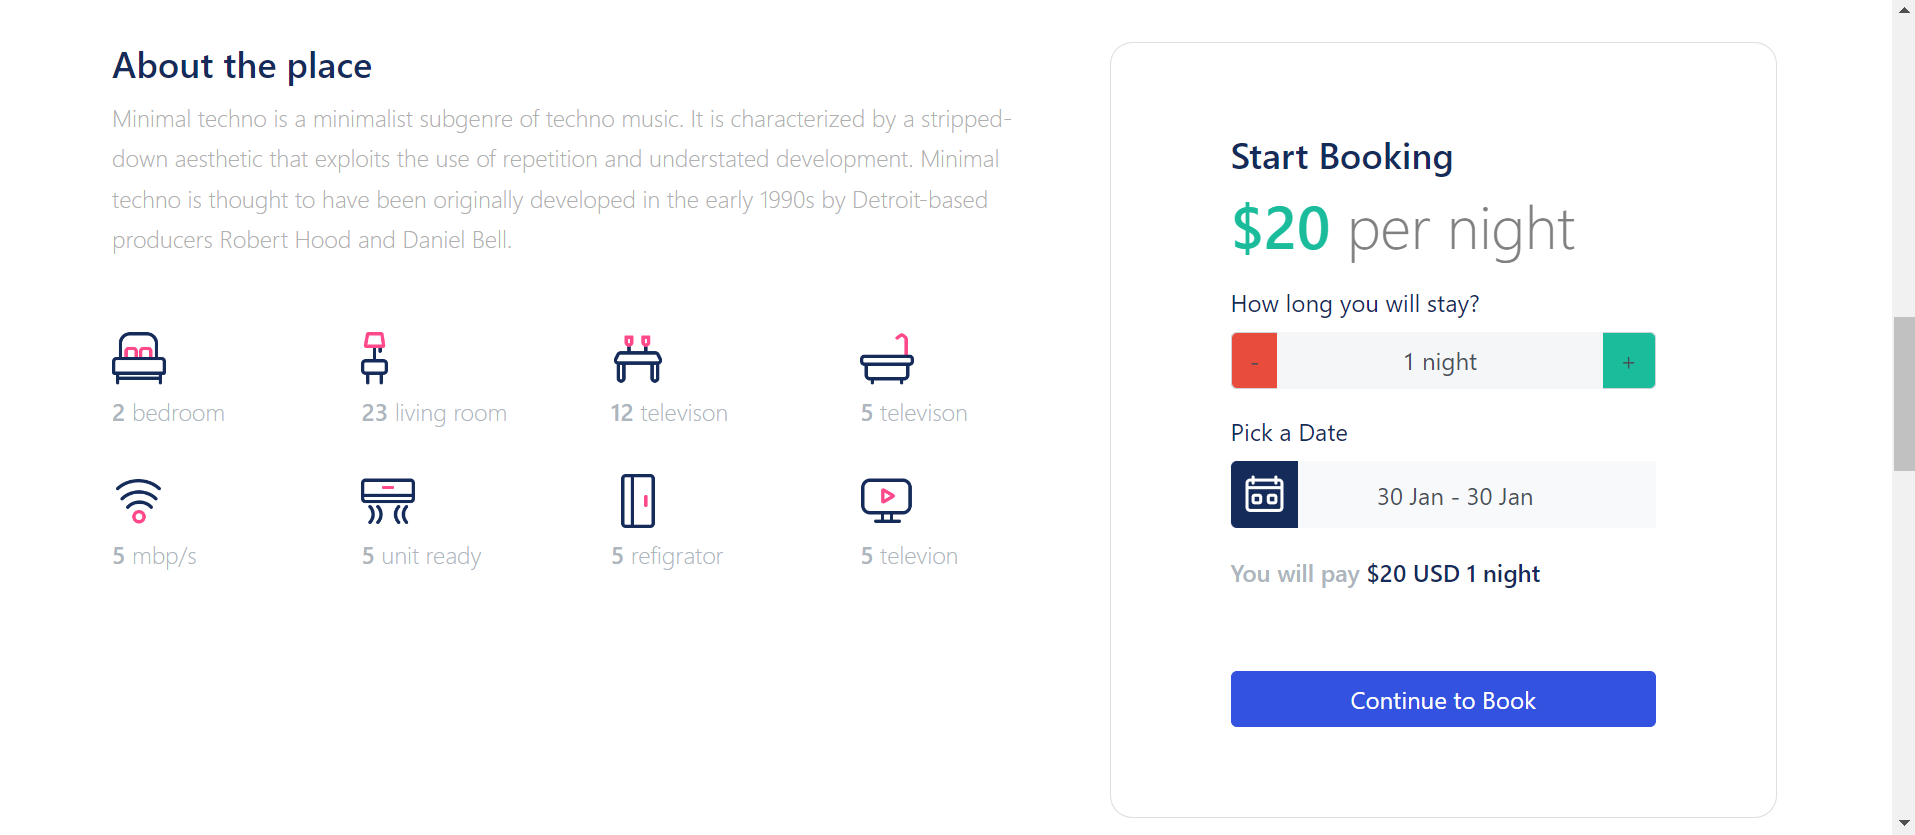 About the place
Minimal techno is a minimalist subgenre of techno music. It is characterized by a stripped-
down aesthetic that exploits the use of repetition and understated development. Minimal
techno is thought to have been originally developed in the early 1990s by Detroit-based
producers Robert Hood and Daniel Bell.
2 bedroom
23 living room
12 televison
5 televison
5 mbp/s
5 unit ready
5 refigrator
5 televion
Start Booking
$20 per night
How long you will stay?
- 1 night +
Pick a Date
30 Jan - 30 Jan
You will pay $20 USD 1 night
Continue to Book